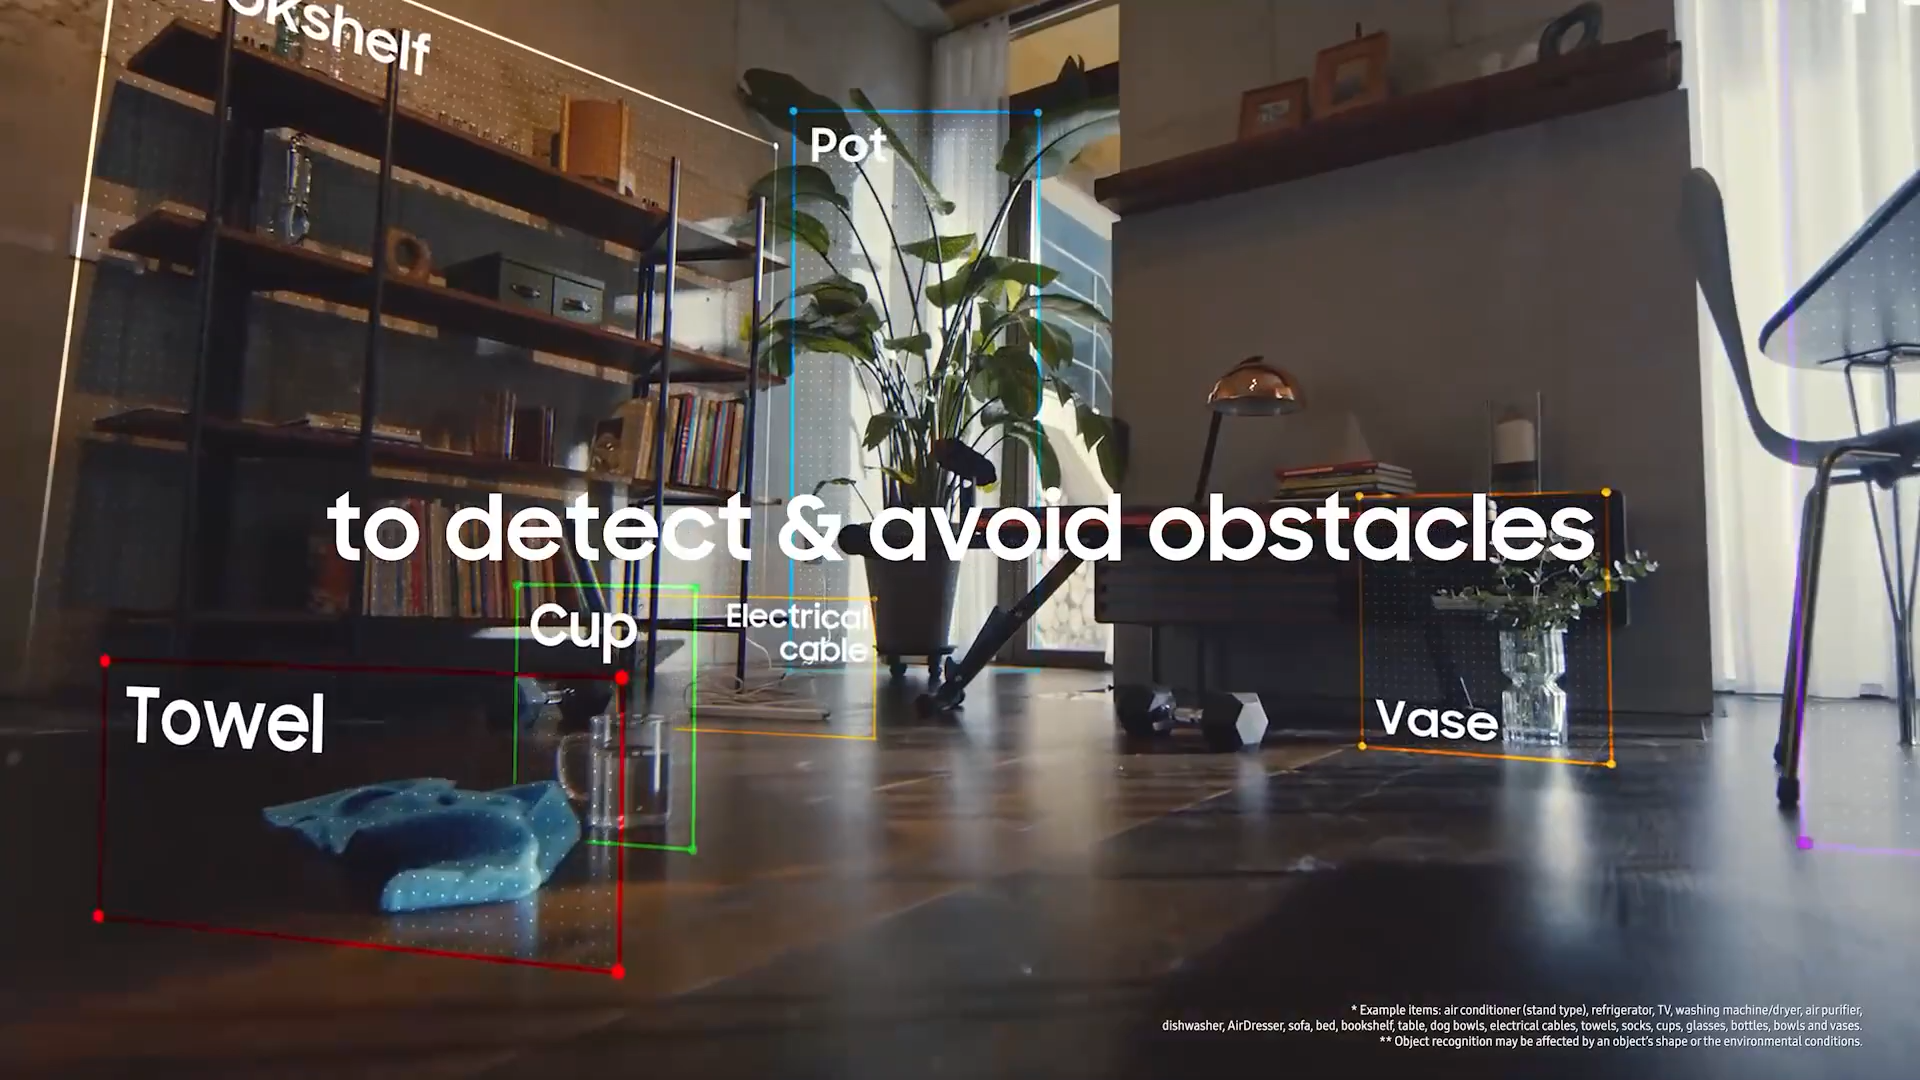 okshelf
Pot
to detect & avoid obstacles
Cup
Electrical
cable
Towel
Vase
* Example items: air conditioner (stand type), refrigerator, TV, washing machine/dryer, air purifier,
dishwasher, AirDresser, sofa, bed, bookshelf, table, dog bowls, electrical cables, towels, socks, cups, glasses, bottles, bowls and vases.
** Object recognition may be affected by an object's shape or the environmental conditions.